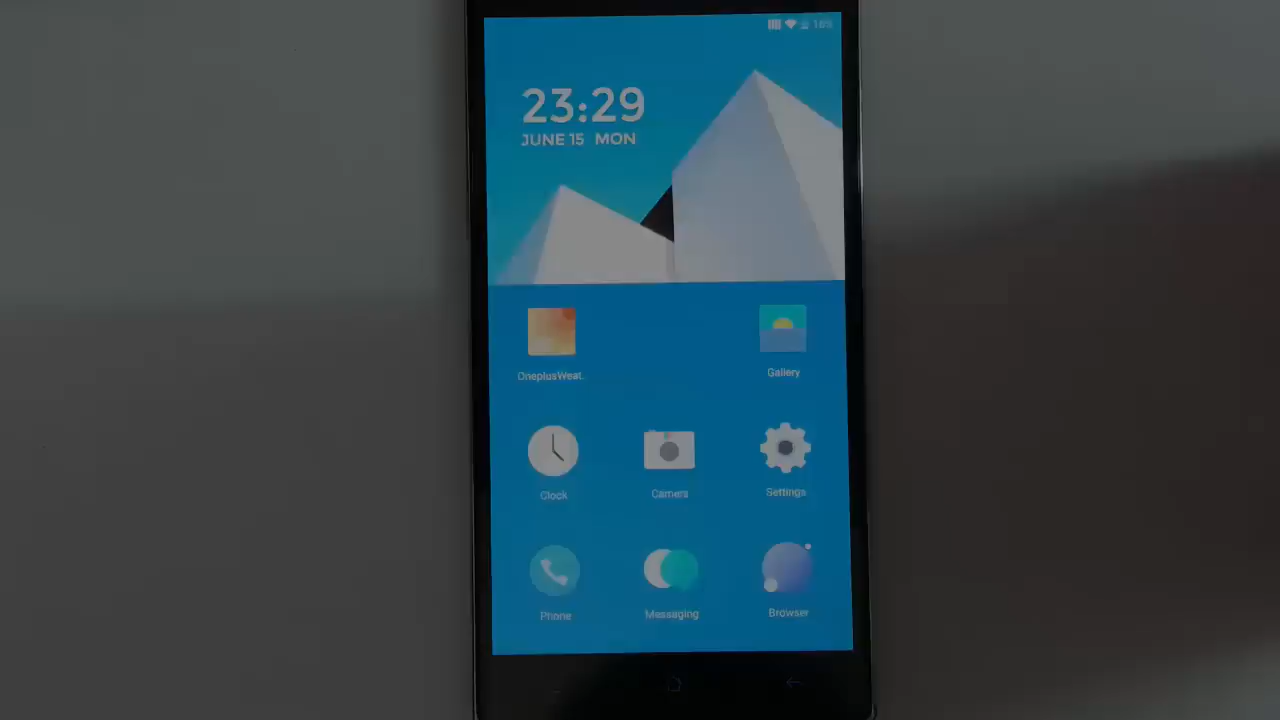 23:29
JUNE 15 MON
OneplusWeat.
Gallery
Clock
Camera
Settings
Phone
Messaging
Browser